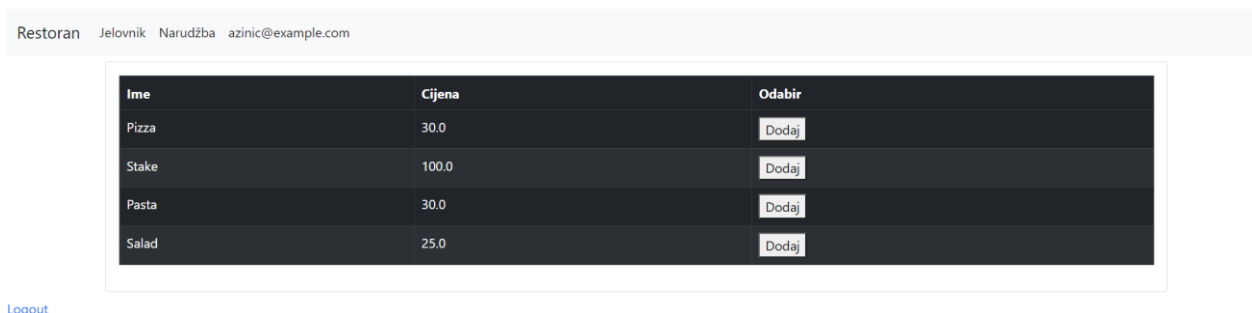 Restoran Jelovnik Narudžba azinic@example.com
Ime Cijena Odabir
Pizza 30.0 Dodaj
Stake 100.0 Dodaj
Pasta 30.0 Dodaj
Salad 25.0 Dodaj
Logout